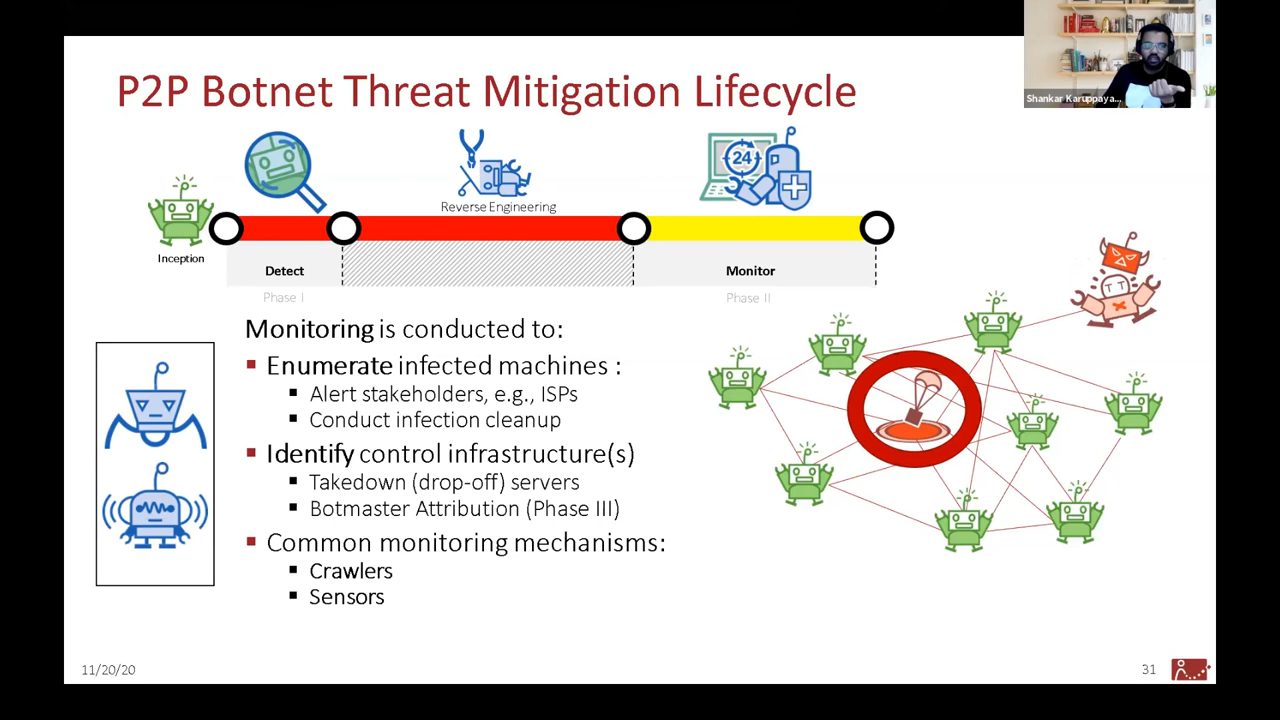 P2P Botnet Threat Mitigation Lifecycle
Shankar Karuppaya...
24
Reverse Engineering
Inception
Detect
Monitor
Phase I
Phase II
Monitoring is conducted to:
▪ Enumerate infected machines :
▪ Alert stakeholders, e.g., ISPs
▪ Conduct infection cleanup
▪ Identify control infrastructure(s)
▪ Takedown (drop-off) servers
▪ Botmaster Attribution (Phase III)
▪ Common monitoring mechanisms:
▪ Crawlers
▪ Sensors
11/20/20
31